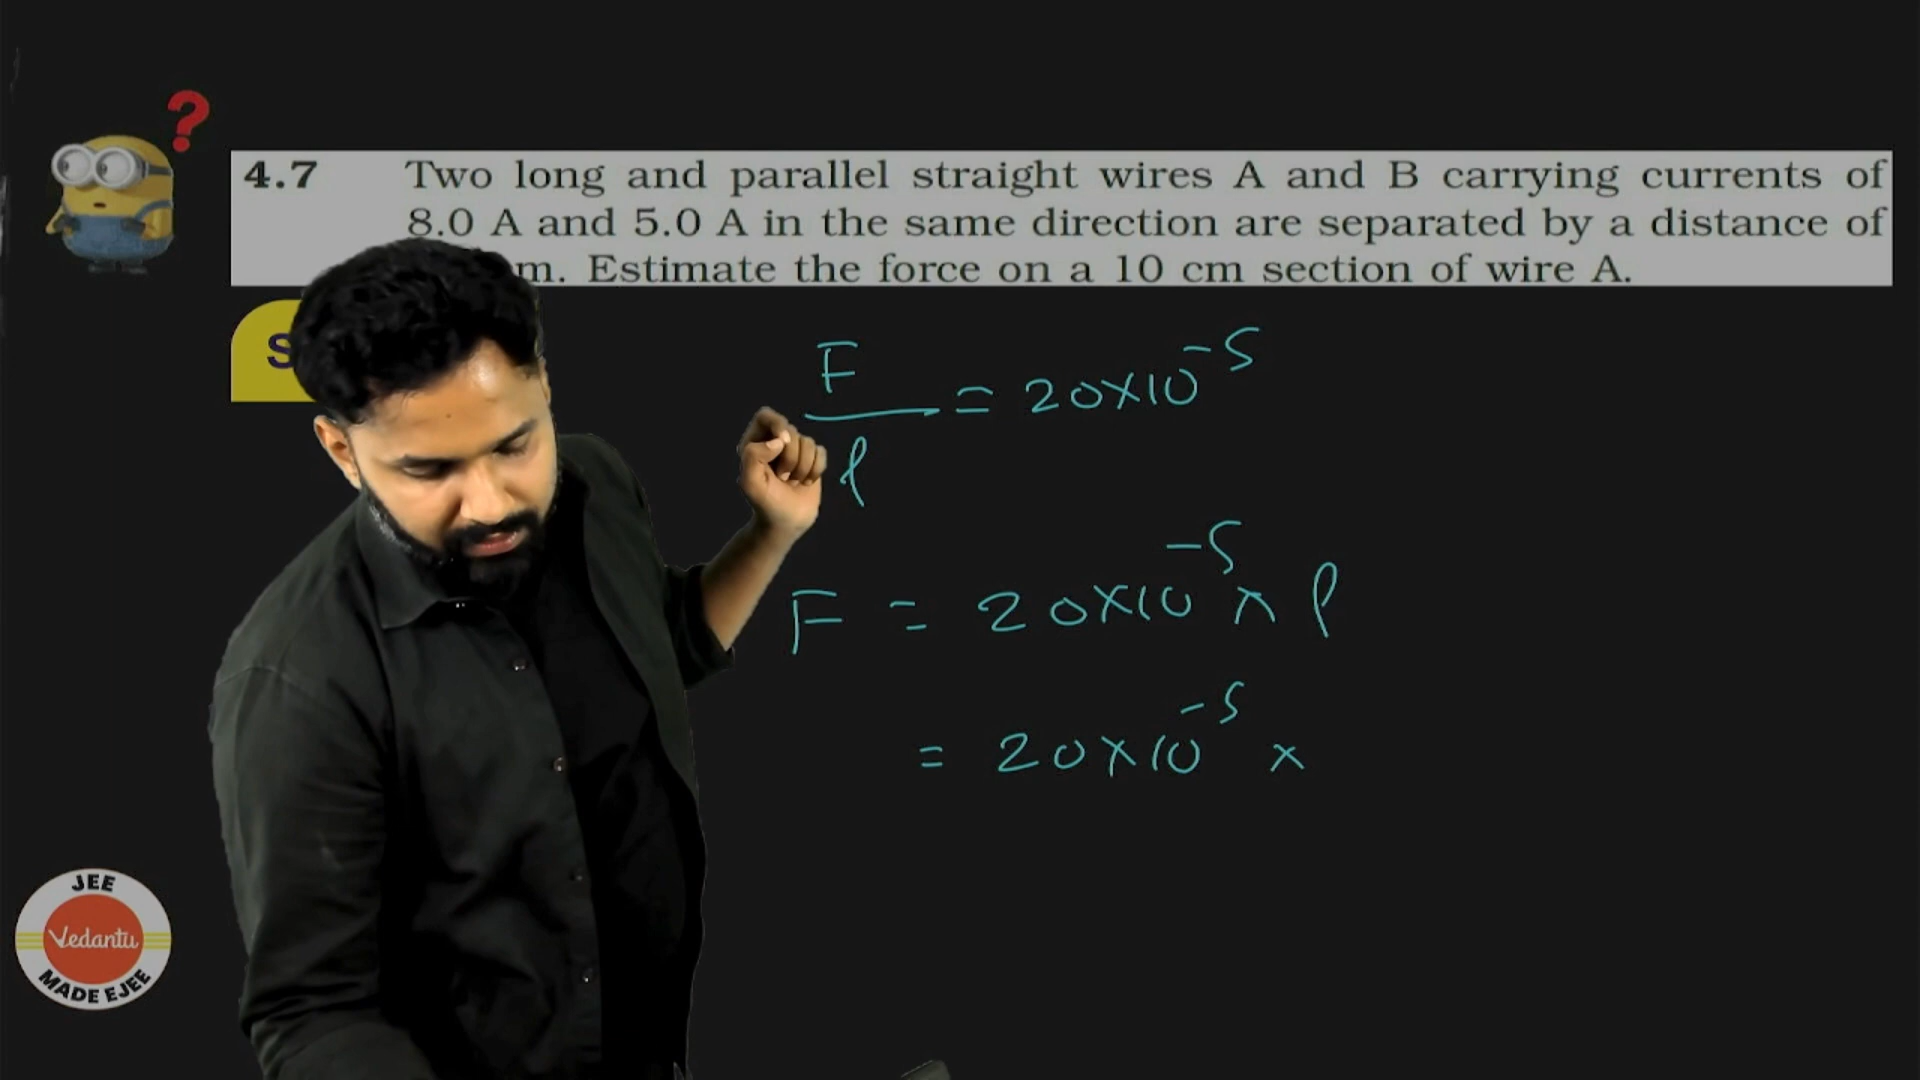 ?
4.7 Two long and parallel straight wires A and B carrying currents of
8.0 A and 5.0 A in the same direction are separated by a distance of
m. Estimate the force on a 10 cm section of wire A.
S
F
— = 20×10⁻⁵
l
F = 20×10⁻⁵ × l
= 20×10⁻⁵ ×
JEE
Vedantu
MADE EJEE